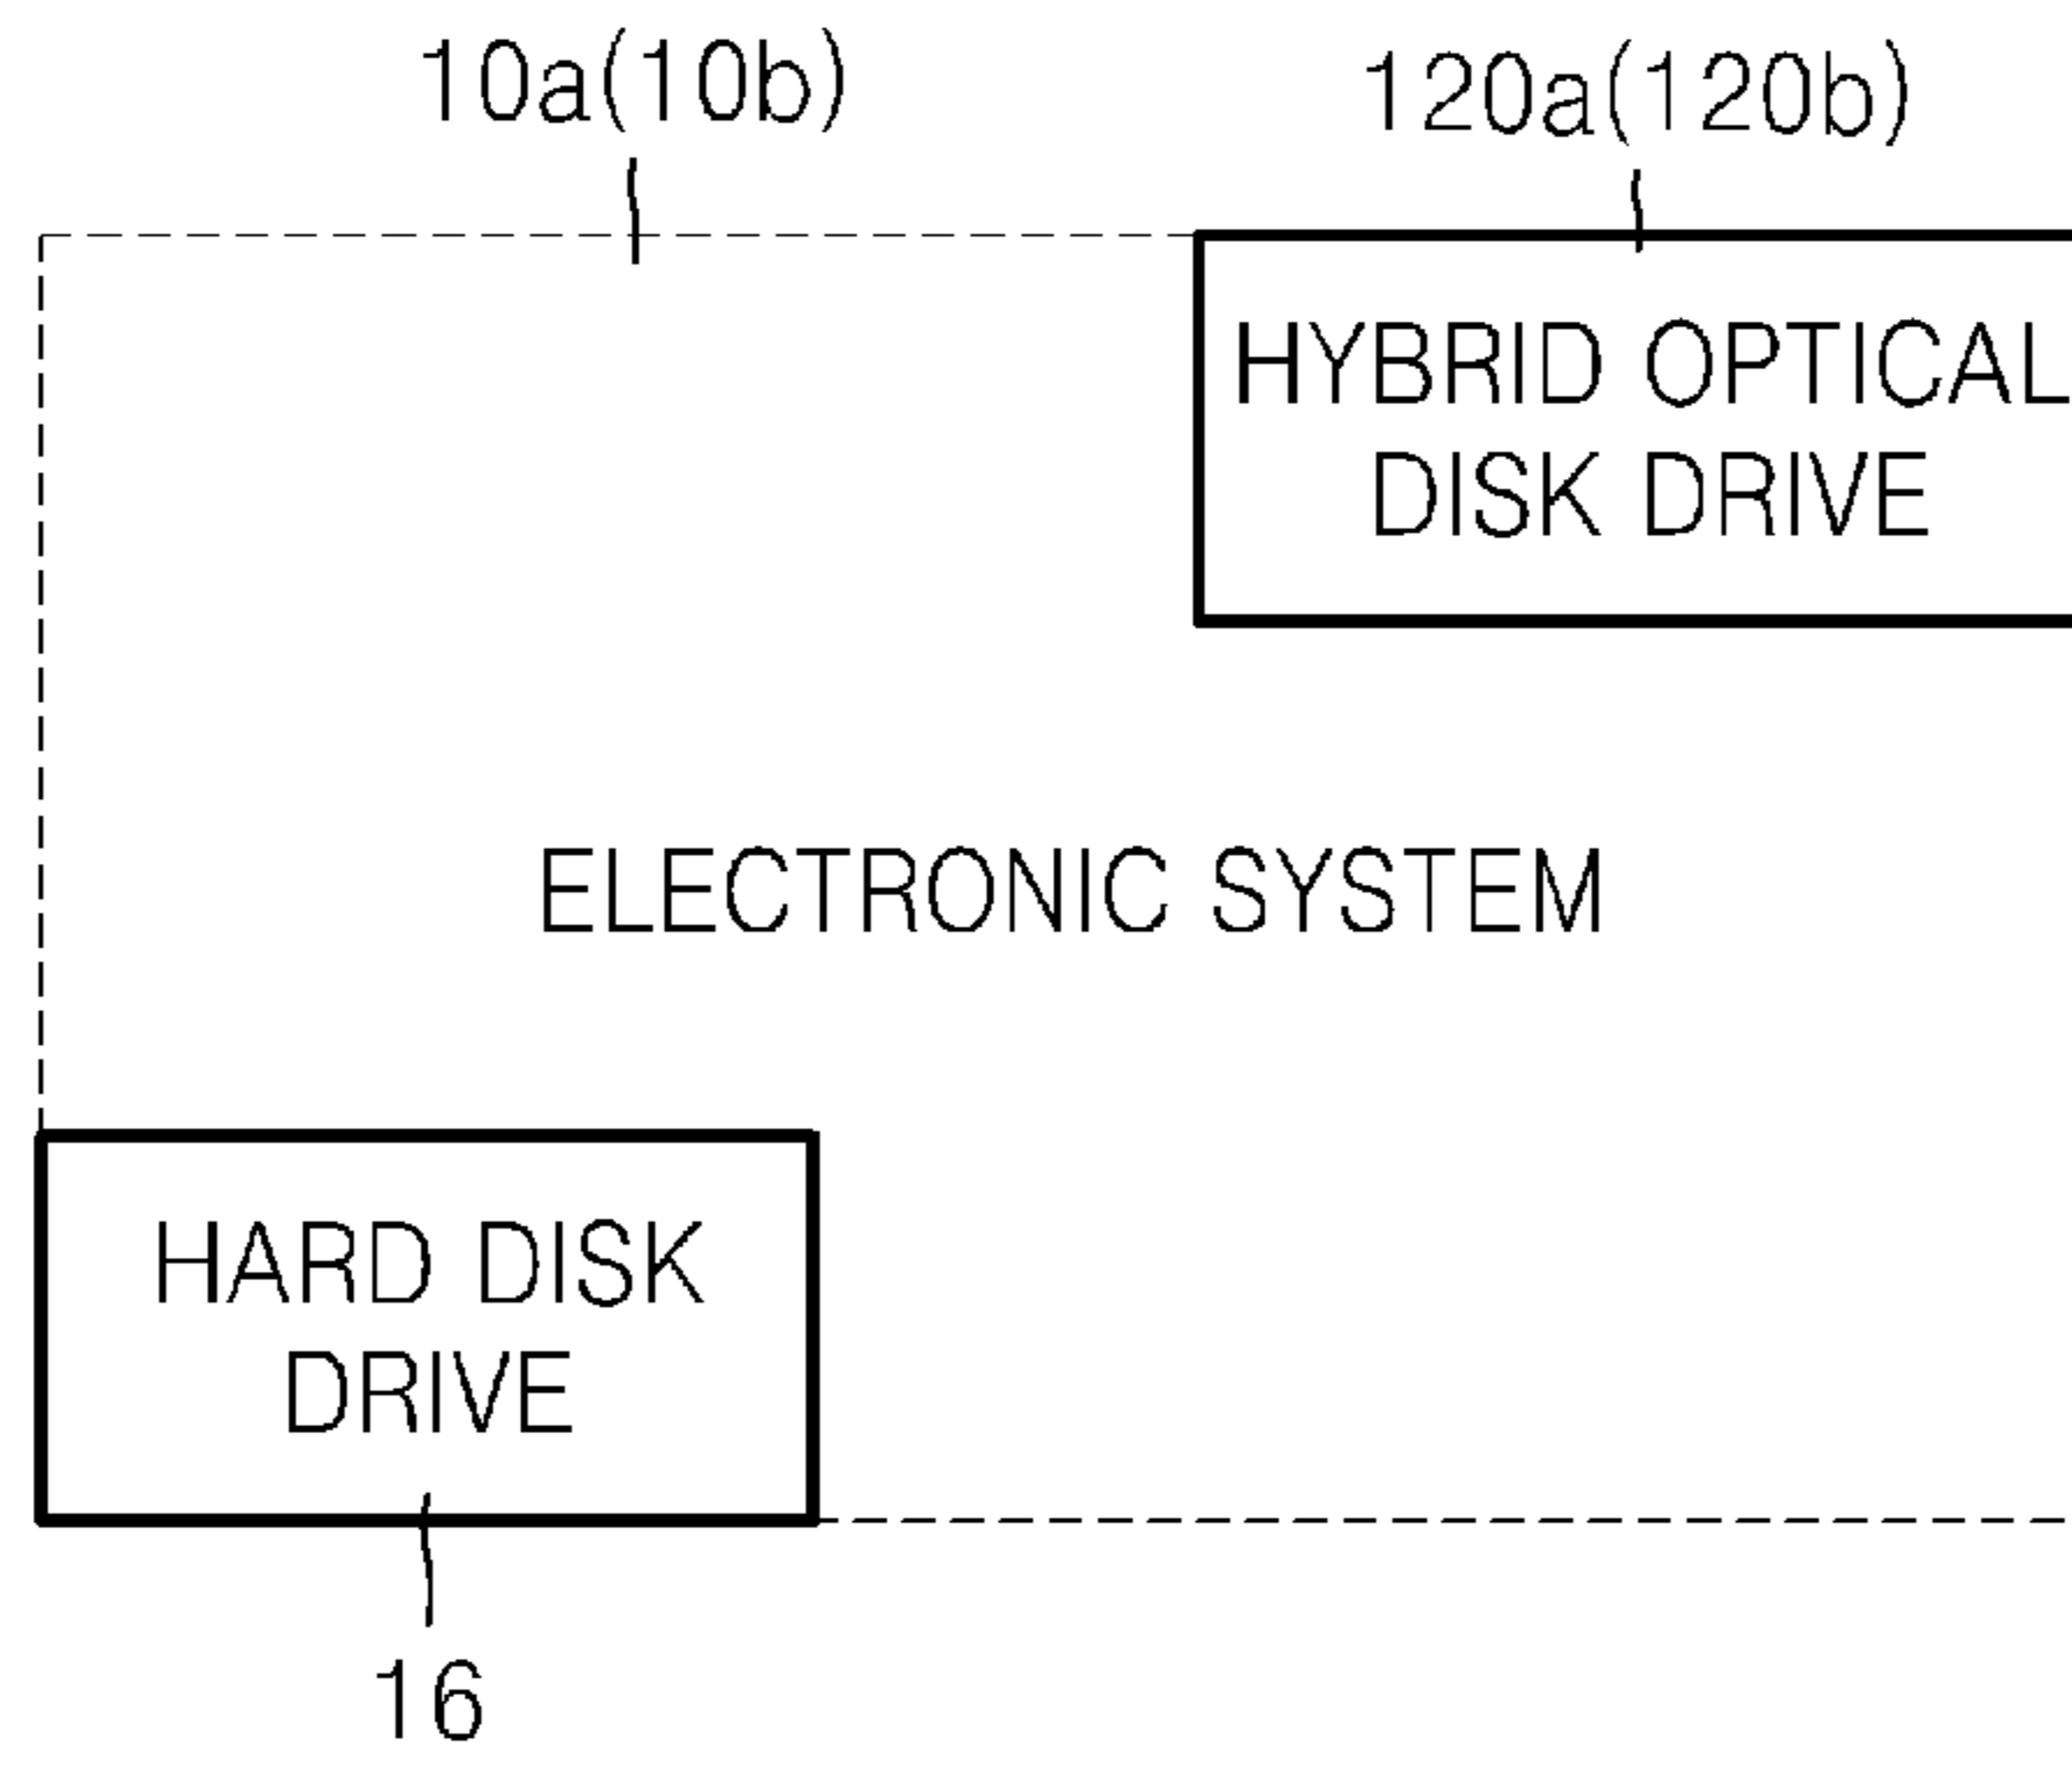 10a(10b)
120a(120b)
HYBRID OPTICAL
DISK DRIVE
ELECTRONIC SYSTEM
HARD DISK
DRIVE
16